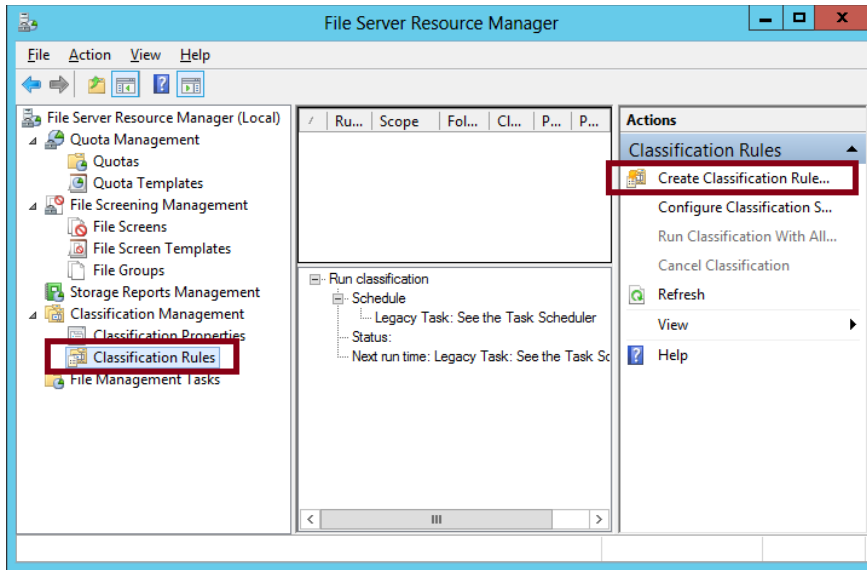 File Server Resource Manager
File Action View Help
File Server Resource Manager (Local)
Quota Management
Quotas
Quota Templates
File Screening Management
File Screens
File Screen Templates
File Groups
Storage Reports Management
Classification Management
Classification Properties
Classification Rules
File Management Tasks
Ru... Scope Fol... Cl... P... P...
Run classification
Schedule
Legacy Task: See the Task Scheduler
Status:
Next run time: Legacy Task: See the Task Sc
Actions
Classification Rules
Create Classification Rule...
Configure Classification S...
Run Classification With All...
Cancel Classification
Refresh
View
Help